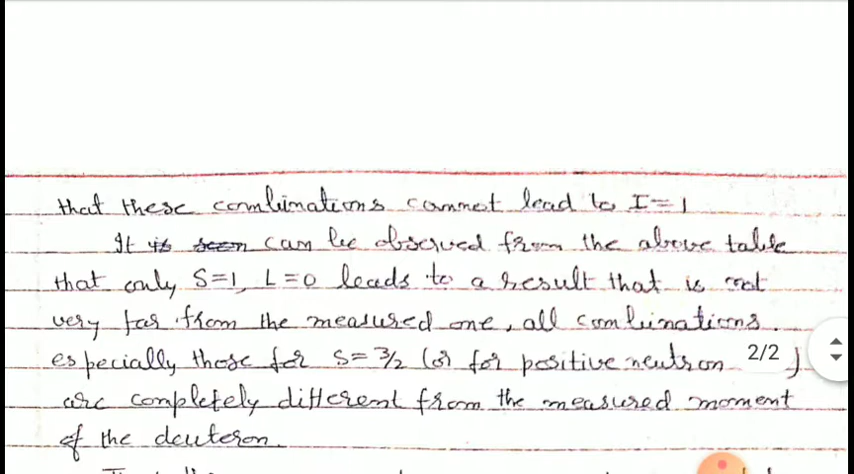 that these combinations cannot lead to I=1
It is seen can be observed from the above table
that only S=1, L=0 leads to a result that is not
very far from the measured one, all combinations.
especially those for S=3/2 (or for positive neutron 2/2 )
are completely different from the measured moment
of the deuteron.